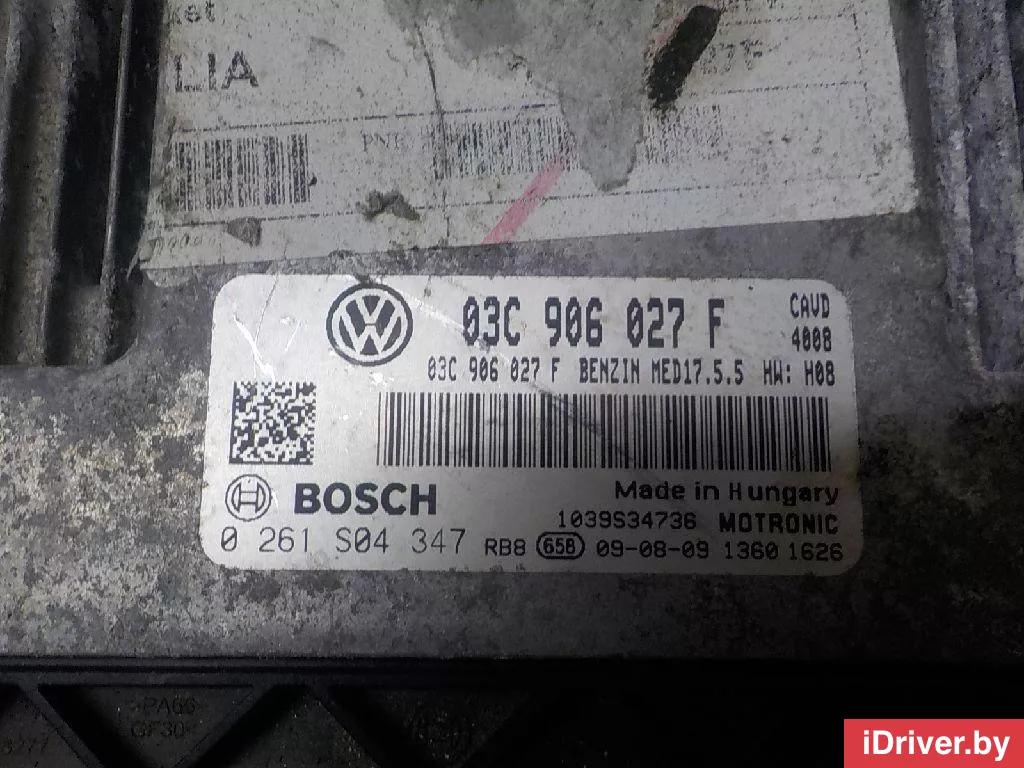 ket
LIA
03C 906 027 F CAVD
4008
03C 906 027 F BENZIN MED17.5.5 HW: H08
BOSCH
Made in Hungary
1039S34736 MOTRONIC
0 261 S04 347 RB8 658 09-08-09 1360 1626
>PA66-
GF30<
iDriver.by